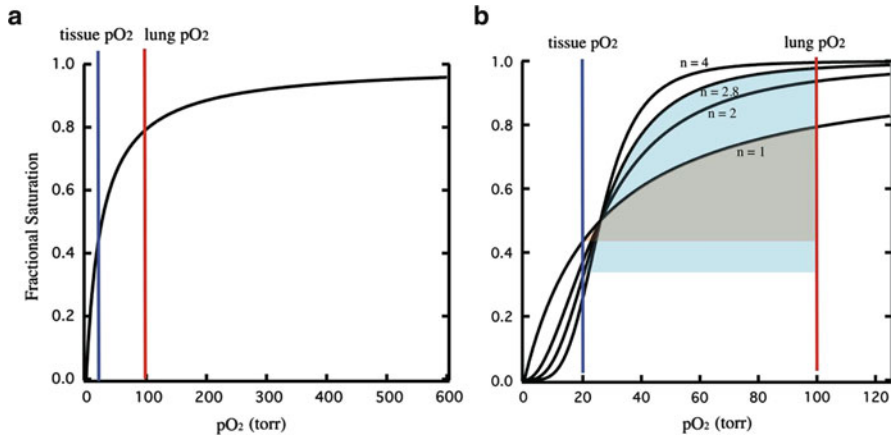 a
tissue pO2
lung pO2
Fractional Saturation
1.0
0.8
0.6
0.4
0.2
0.0
0
100
200
300
400
500
600
pO2 (torr)
b
tissue pO2
lung pO2
1.0
0.8
0.6
0.4
0.2
0.0
n = 4
n = 2.8
n = 2
n = 1
0
20
40
60
80
100
120
pO2 (torr)